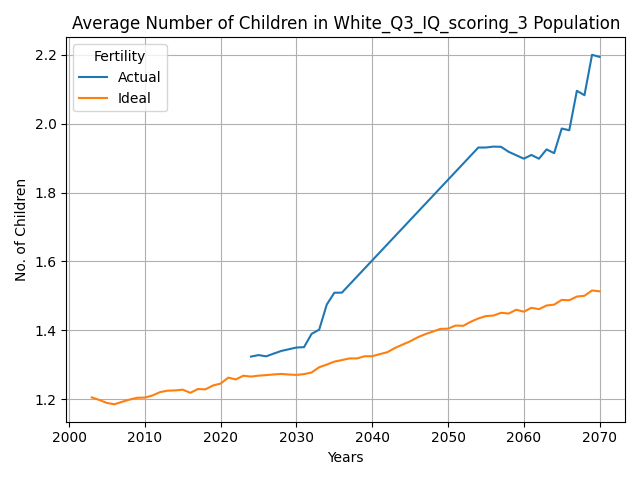 Average Number of Children in White_Q3_IQ_scoring_3 Population
Fertility
Actual
Ideal
No. of Children
2.2
2.0
1.8
1.6
1.4
1.2
2000 2010 2020 2030 2040 2050 2060 2070
Years